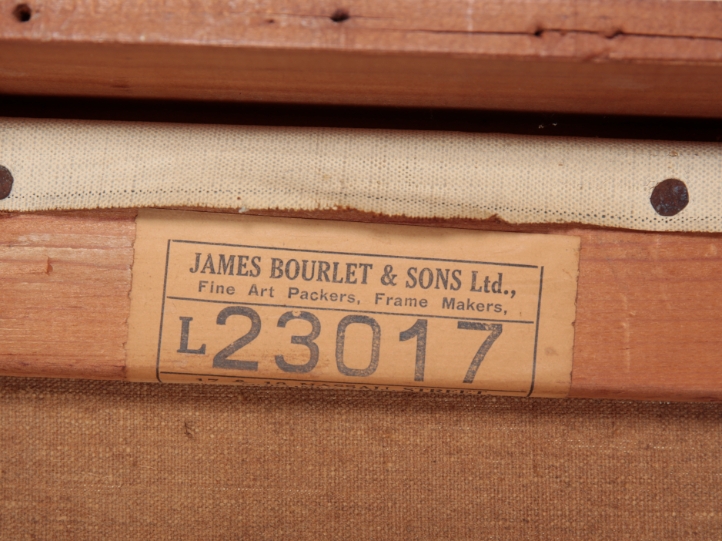 JAMES BOURLET & SONS Ltd.,
Fine Art Packers, Frame Makers,
L23017